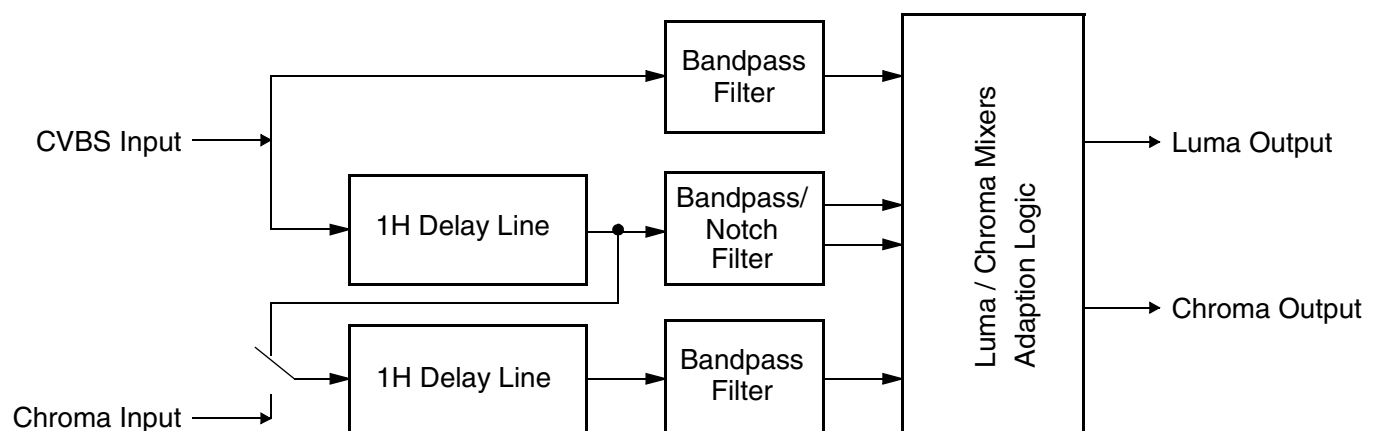 Bandpass
Filter
CVBS Input
1H Delay Line
Bandpass/
Notch
Filter
Luma / Chroma Mixers
Adaption Logic
Luma Output
Chroma Output
1H Delay Line
Bandpass
Filter
Chroma Input